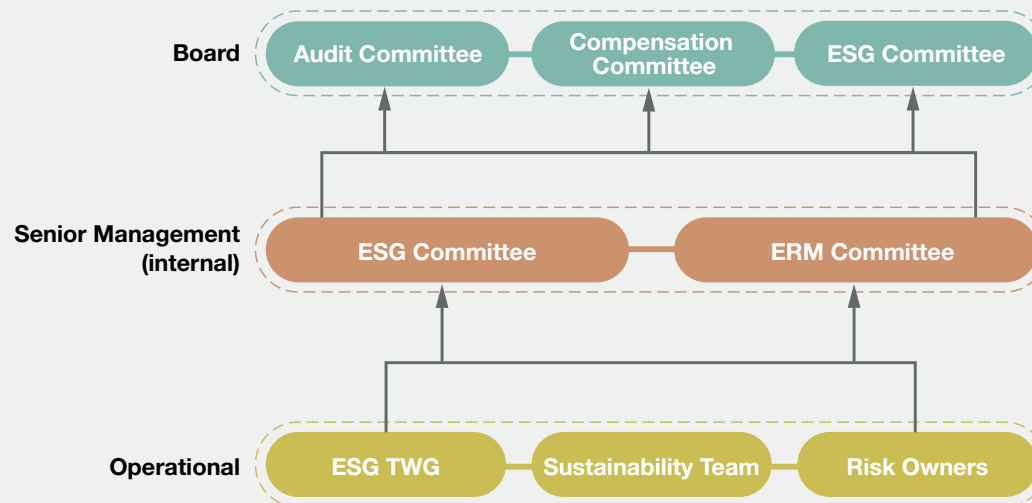 Board
Audit Committee
Compensation
Committee
ESG Committee
Senior Management
(internal)
ESG Committee
ERM Committee
Operational
ESG TWG
Sustainability Team
Risk Owners